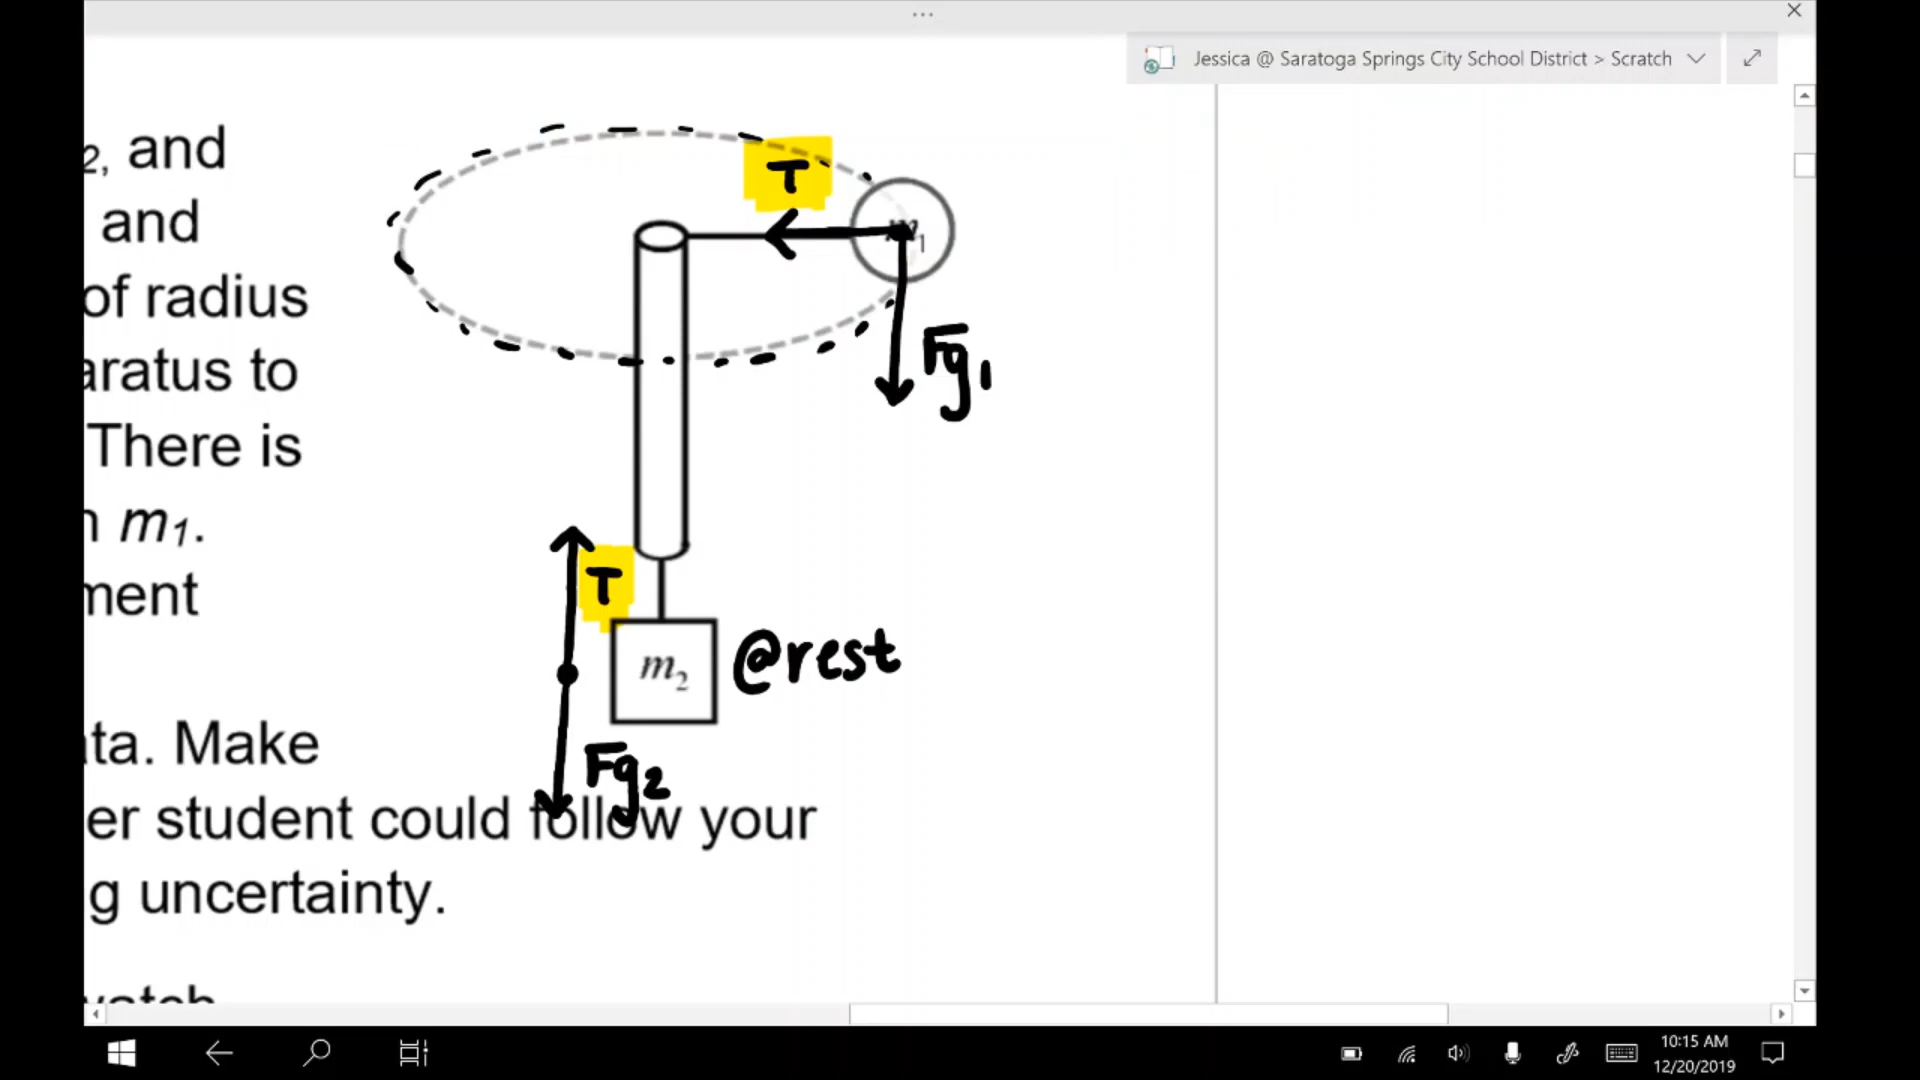 Jessica @ Saratoga Springs City School District > Scratch
2, and
and
of radius
aratus to
There is
m1.
ment
ta. Make
er student could follow your
g uncertainty.
T
m1
Fg1
T
m2
@rest
Fg2
10:15 AM
12/20/2019